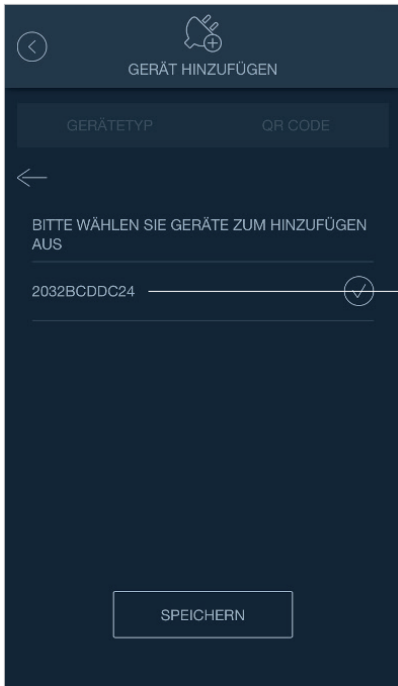 GERÄT HINZUFÜGEN
GERÄTETYP QR CODE
BITTE WÄHLEN SIE GERÄTE ZUM HINZUFÜGEN
AUS
2032BCDDC24
SPEICHERN